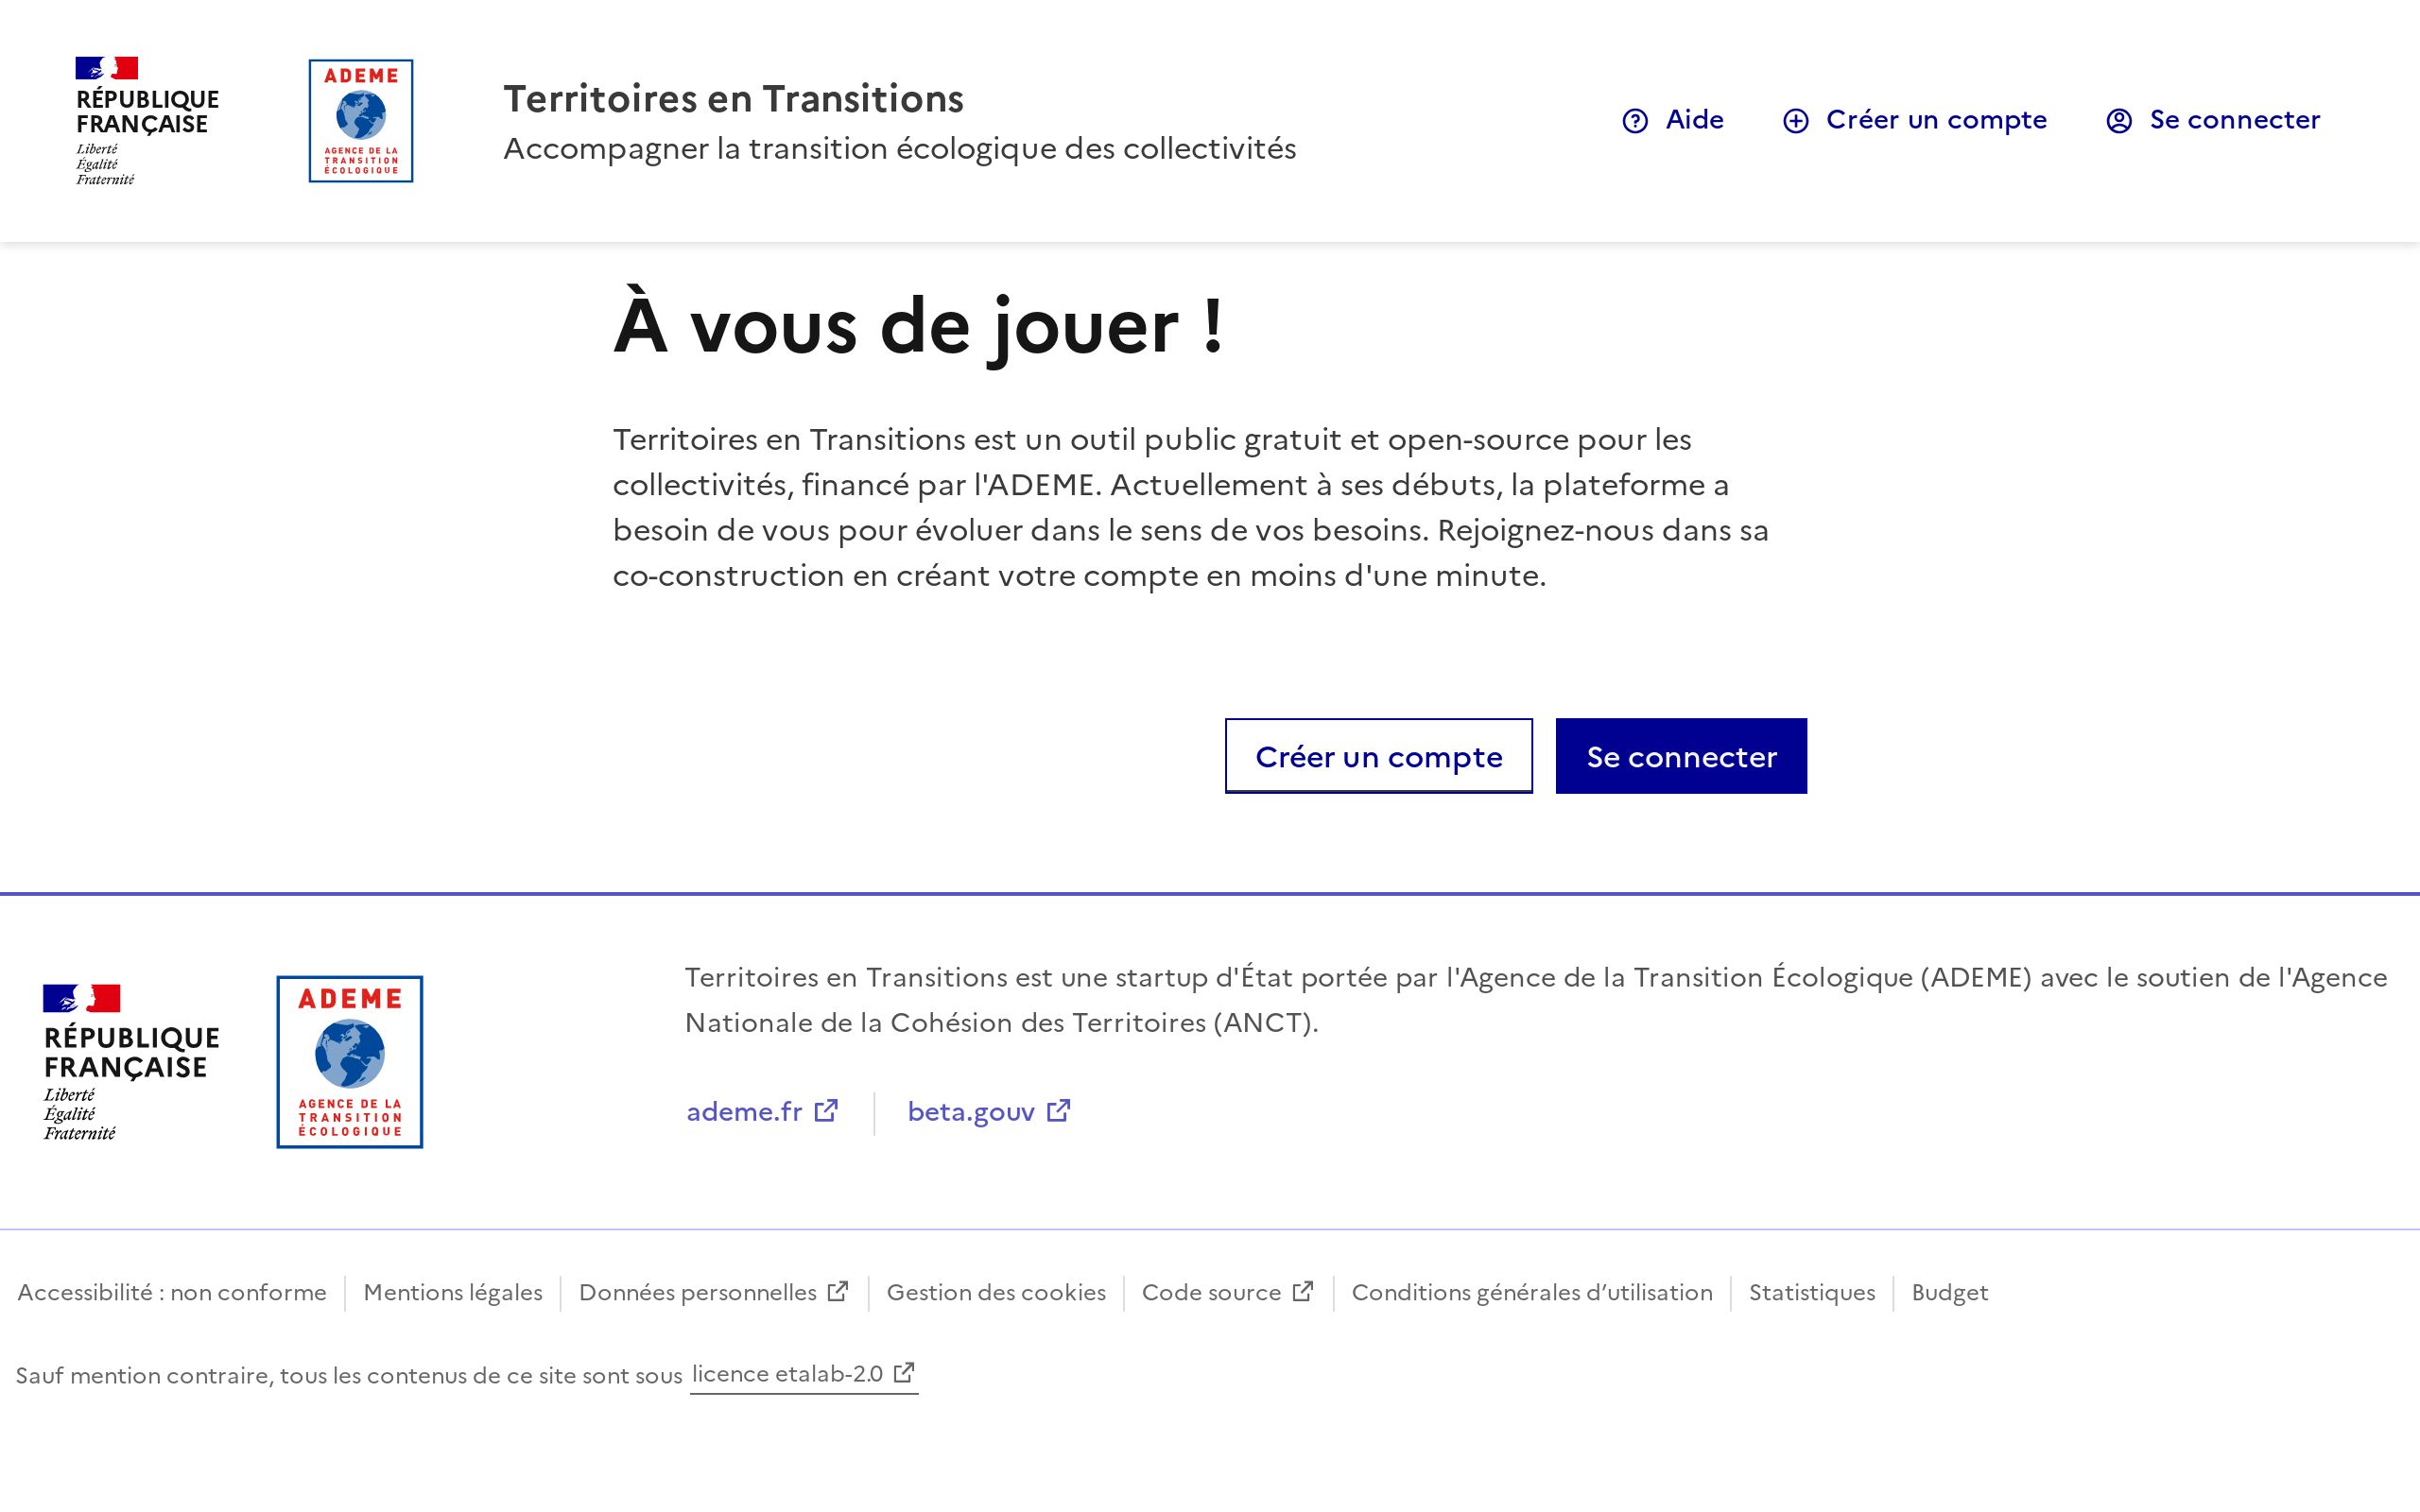 RÉPUBLIQUE
FRANÇAISE
Liberté
Égalité
Fraternité
ADEME
AGENCE DE LA
TRANSITION
ÉCOLOGIQUE
Territoires en Transitions
Accompagner la transition écologique des collectivités
Aide
Créer un compte
Se connecter
À vous de jouer !
Territoires en Transitions est un outil public gratuit et open-source pour les
collectivités, financé par l'ADEME. Actuellement à ses débuts, la plateforme a
besoin de vous pour évoluer dans le sens de vos besoins. Rejoignez-nous dans sa
co-construction en créant votre compte en moins d'une minute.
Créer un compte
Se connecter
RÉPUBLIQUE
FRANÇAISE
Liberté
Égalité
Fraternité
ADEME
AGENCE DE LA
TRANSITION
ÉCOLOGIQUE
Territoires en Transitions est une startup d'État portée par l'Agence de la Transition Écologique (ADEME) avec le soutien de l'Agence
Nationale de la Cohésion des Territoires (ANCT).
ademe.fr
beta.gouv
Accessibilité : non conforme
Mentions légales
Données personnelles
Gestion des cookies
Code source
Conditions générales d’utilisation
Statistiques
Budget
Sauf mention contraire, tous les contenus de ce site sont sous licence etalab-2.0